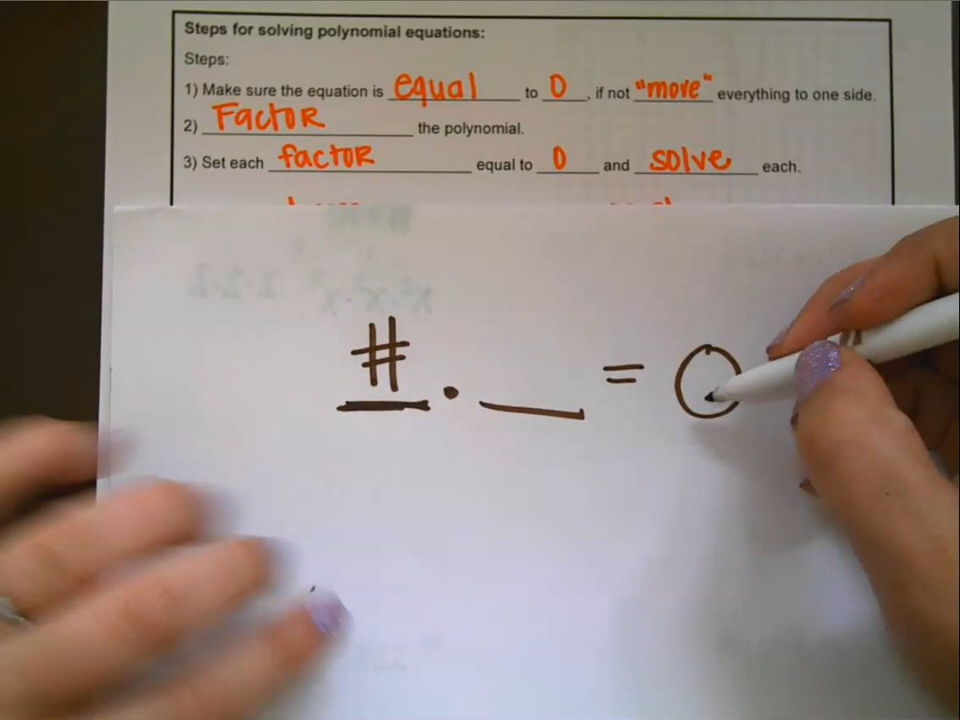 Steps for solving polynomial equations:
Steps:
1) Make sure the equation is equal to 0, if not "move" everything to one side.
2) Factor the polynomial.
3) Set each factor equal to 0 and solve each.
# · __ = 0